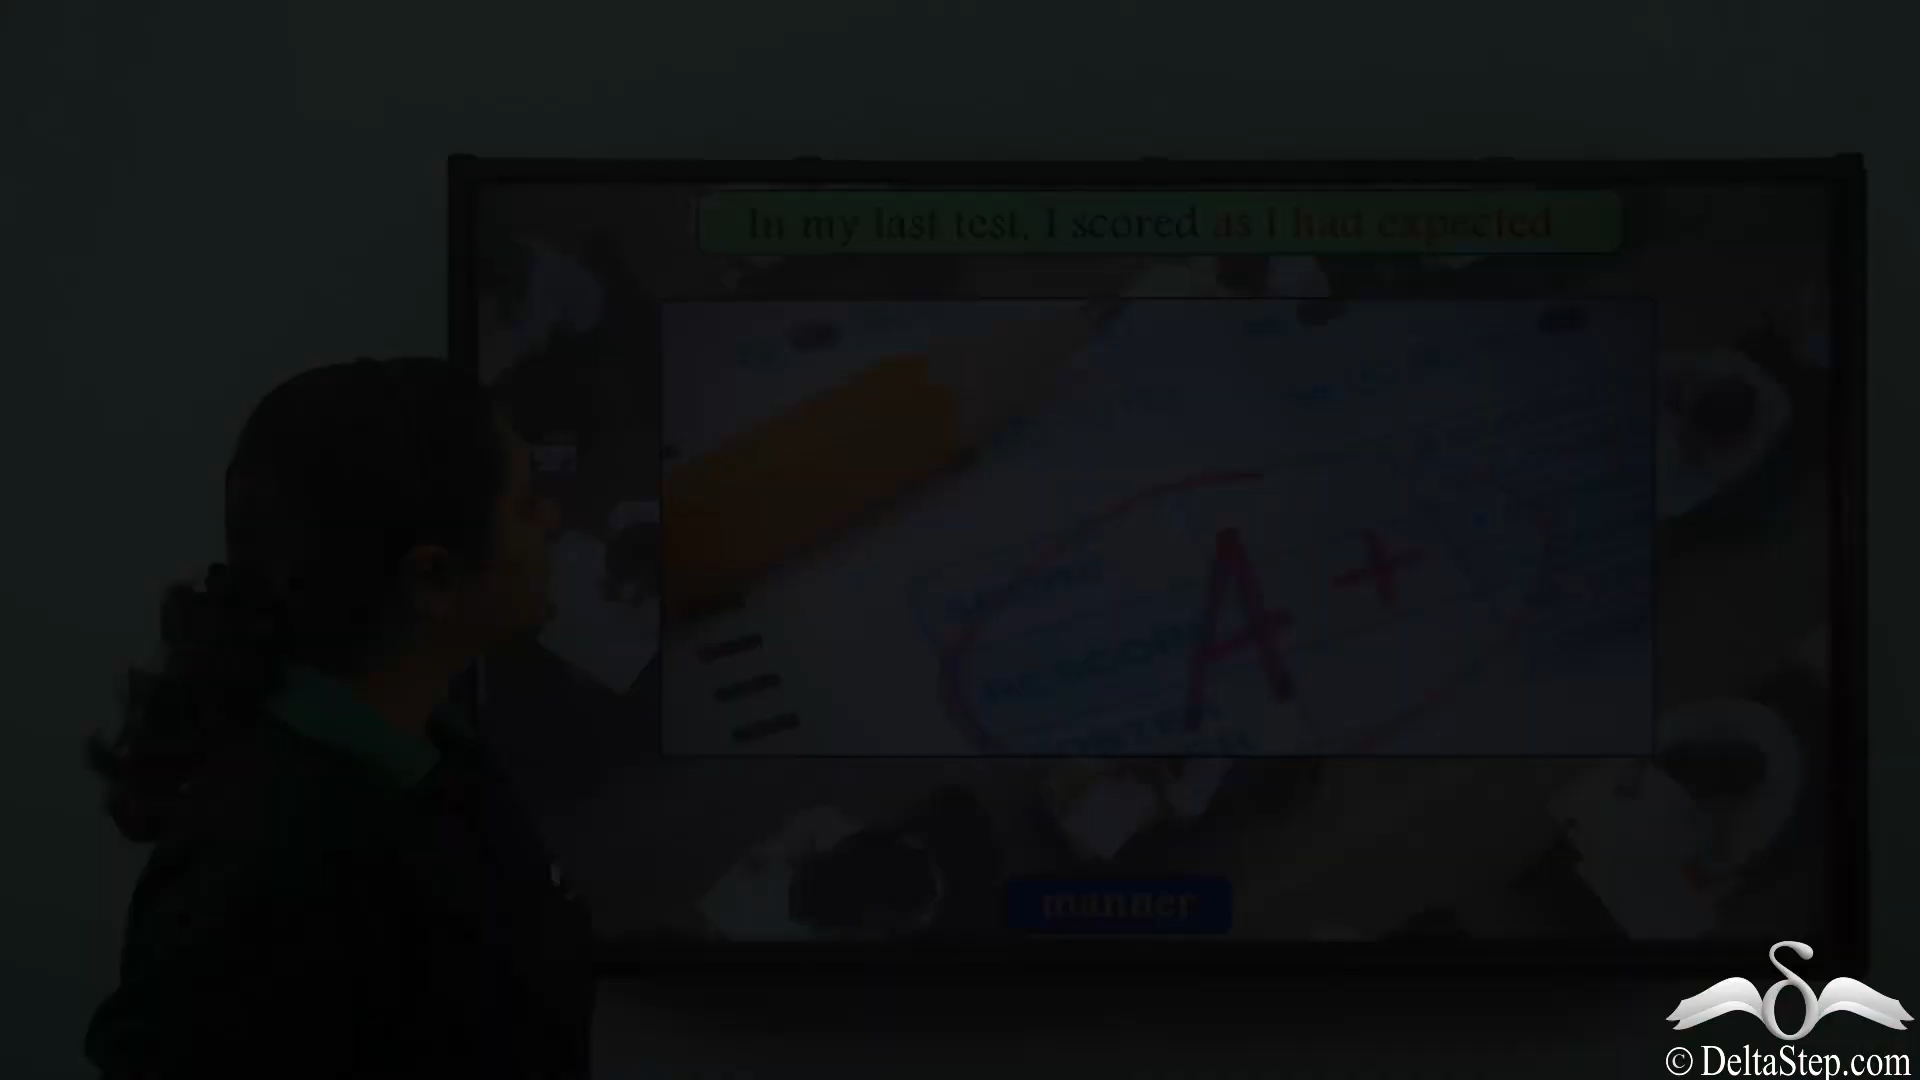 In my last test, I scored as I had expected
A+
manner
© DeltaStep.com